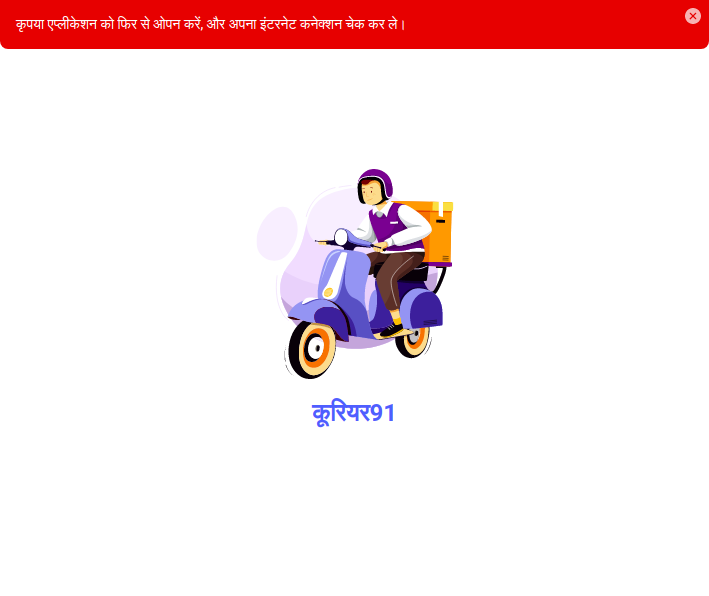 कृपया एप्लीकेशन को फिर से ओपन करें, और अपना इंटरनेट कनेक्शन चेक कर ले।
कूरियर91